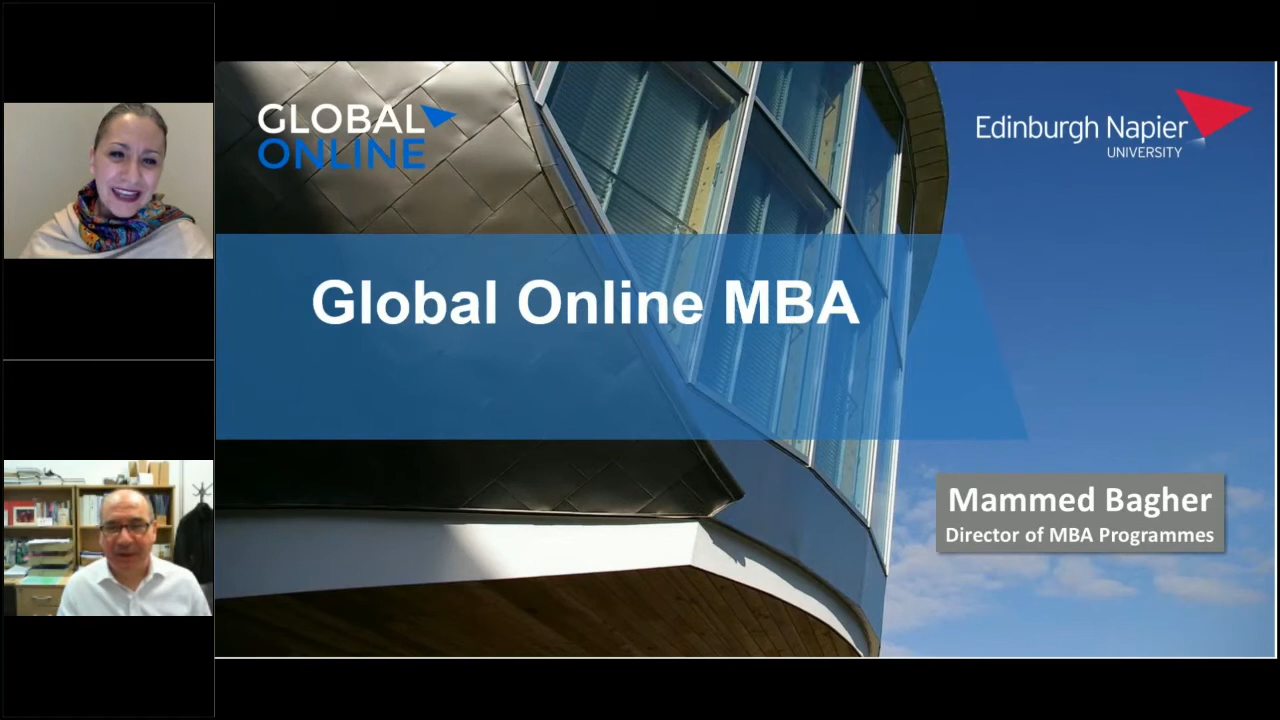 GLOBAL
ONLINE
Edinburgh Napier
UNIVERSITY
Global Online MBA
Mammed Bagher
Director of MBA Programmes